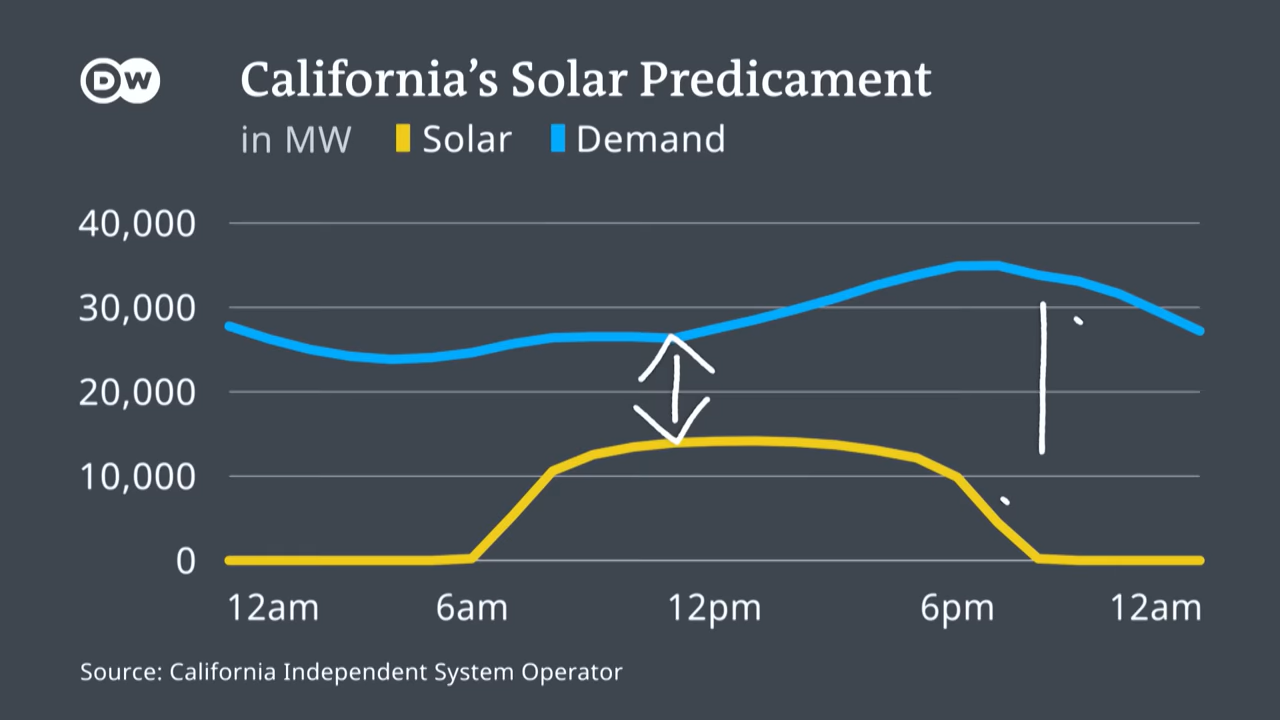 DW
California's Solar Predicament
in MW Solar Demand
40,000
30,000
20,000
10,000
0
12am 6am 12pm 6pm 12am
Source: California Independent System Operator